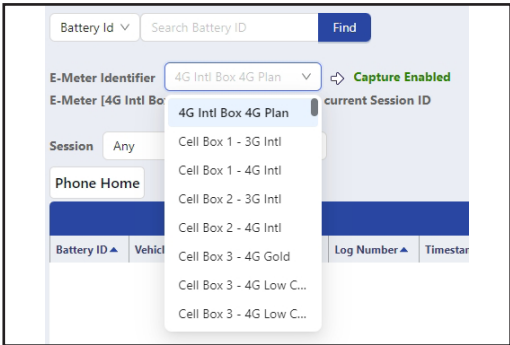 Battery Id Search Battery ID Find
E-Meter Identifier 4G Intl Box 4G Plan Capture Enabled
E-Meter [4G Intl Bo current Session ID
4G Intl Box 4G Plan
Cell Box 1 - 3G Intl
Session Any
Cell Box 1 - 4G Intl
Phone Home
Cell Box 2 - 3G Intl
Cell Box 2 - 4G Intl
Battery ID Vehicl Log Number Timestar
Cell Box 3 - 4G Gold
Cell Box 3 - 4G Low C...
Cell Box 3 - 4G Low C...